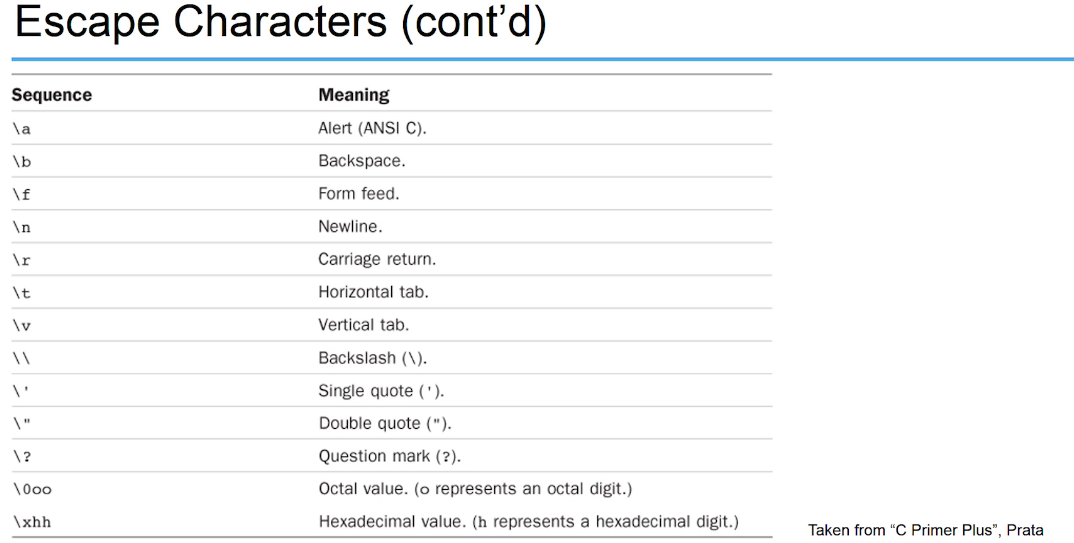 Escape Characters (cont’d)
Sequence Meaning
\a Alert (ANSI C).
\b Backspace.
\f Form feed.
\n Newline.
\r Carriage return.
\t Horizontal tab.
\v Vertical tab.
\\ Backslash (\).
\' Single quote (').
\" Double quote (").
\? Question mark (?).
\0oo Octal value. (o represents an octal digit.)
\xhh Hexadecimal value. (h represents a hexadecimal digit.)
Taken from “C Primer Plus”, Prata